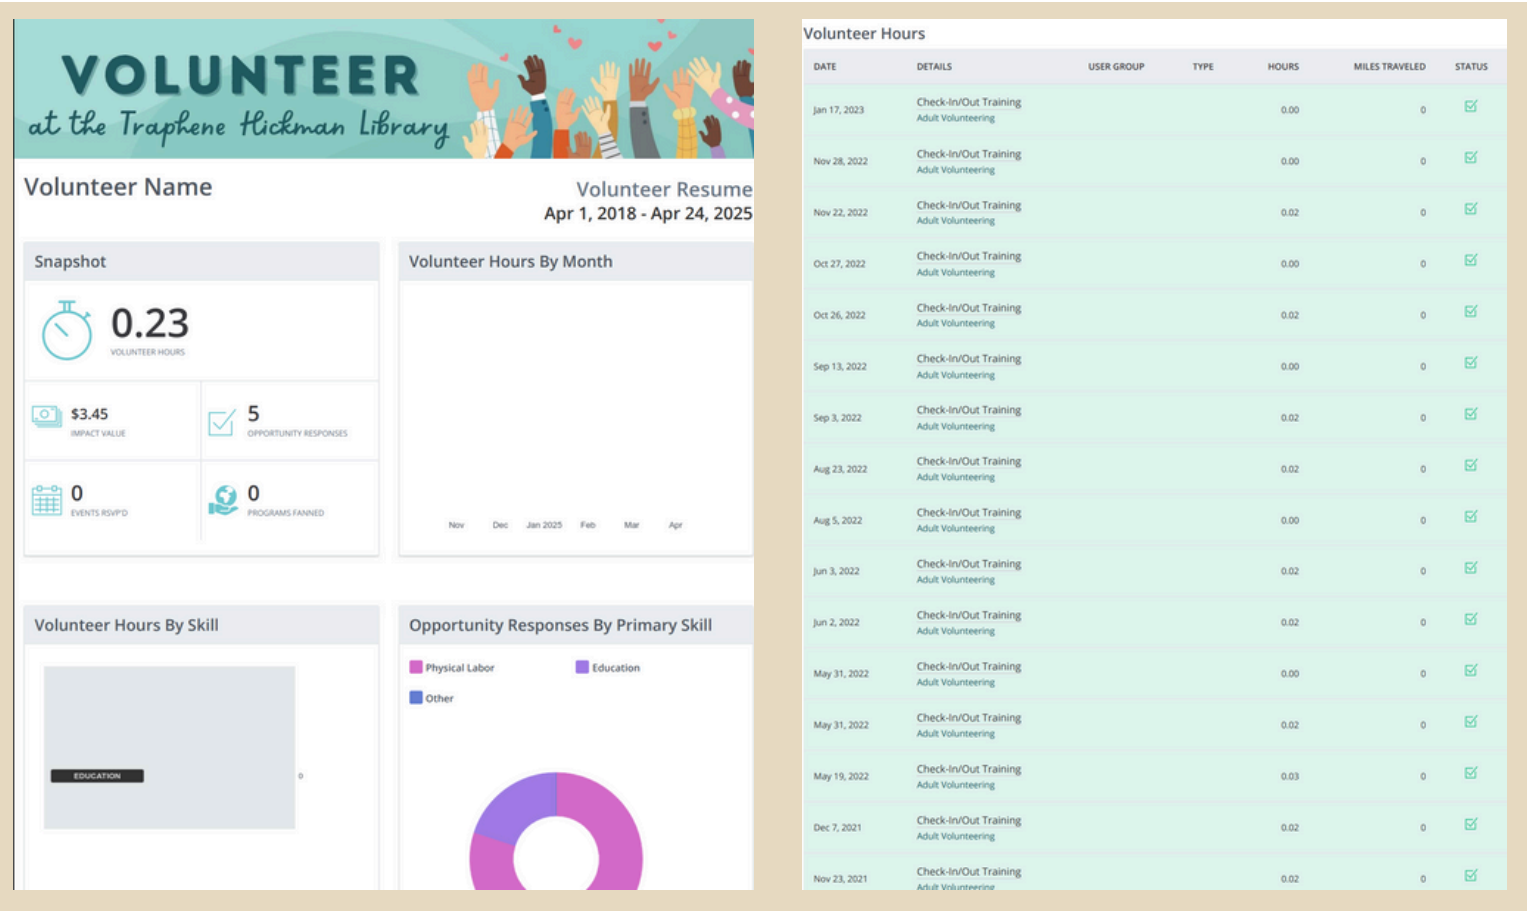 VOLUNTEER
at the Traphene Hickman Library
Volunteer Name
Volunteer Resume
Apr 1, 2018 - Apr 24, 2025
Snapshot
0.23
VOLUNTEER HOURS
$3.45
IMPACT VALUE
5
OPPORTUNITY RESPONSES
0
EVENTS RSVP'D
0
PROGRAMS FANNED
Volunteer Hours By Month
Nov Dec Jan 2025 Feb Mar Apr
Volunteer Hours By Skill
EDUCATION 0
Opportunity Responses By Primary Skill
Physical Labor Education
Other
Volunteer Hours
DATE DETAILS USER GROUP TYPE HOURS MILES TRAVELED STATUS
Jan 17, 2023 Check-In/Out Training 0.00 0
Adult Volunteering
Nov 28, 2022 Check-In/Out Training 0.00 0
Adult Volunteering
Nov 22, 2022 Check-In/Out Training 0.02 0
Adult Volunteering
Oct 27, 2022 Check-In/Out Training 0.00 0
Adult Volunteering
Oct 26, 2022 Check-In/Out Training 0.02 0
Adult Volunteering
Sep 13, 2022 Check-In/Out Training 0.00 0
Adult Volunteering
Sep 3, 2022 Check-In/Out Training 0.02 0
Adult Volunteering
Aug 23, 2022 Check-In/Out Training 0.02 0
Adult Volunteering
Aug 5, 2022 Check-In/Out Training 0.00 0
Adult Volunteering
Jun 3, 2022 Check-In/Out Training 0.02 0
Adult Volunteering
Jun 2, 2022 Check-In/Out Training 0.02 0
Adult Volunteering
May 31, 2022 Check-In/Out Training 0.00 0
Adult Volunteering
May 31, 2022 Check-In/Out Training 0.02 0
Adult Volunteering
May 19, 2022 Check-In/Out Training 0.03 0
Adult Volunteering
Dec 7, 2021 Check-In/Out Training 0.02 0
Adult Volunteering
Nov 23, 2021 Check-In/Out Training 0.02 0
Adult Volunteering